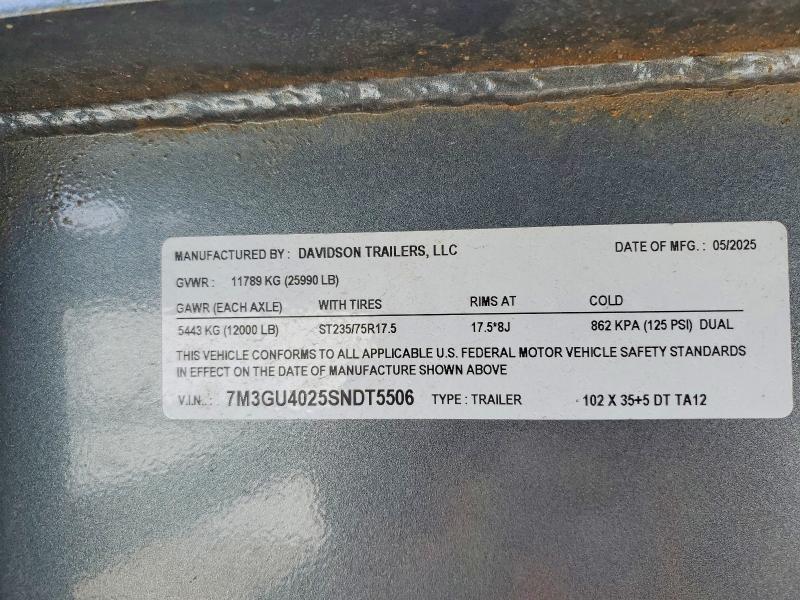 MANUFACTURED BY : DAVIDSON TRAILERS, LLC DATE OF MFG. : 05/2025
GVWR : 11789 KG (25990 LB)
GAWR (EACH AXLE) WITH TIRES RIMS AT COLD
5443 KG (12000 LB) ST235/75R17.5 17.5*8J 862 KPA (125 PSI) DUAL
THIS VEHICLE CONFORMS TO ALL APPLICABLE U.S. FEDERAL MOTOR VEHICLE SAFETY STANDARDS
IN EFFECT ON THE DATE OF MANUFACTURE SHOWN ABOVE
V.I.N. : 7M3GU4025SNDT5506 TYPE : TRAILER 102 X 35+5 DT TA12